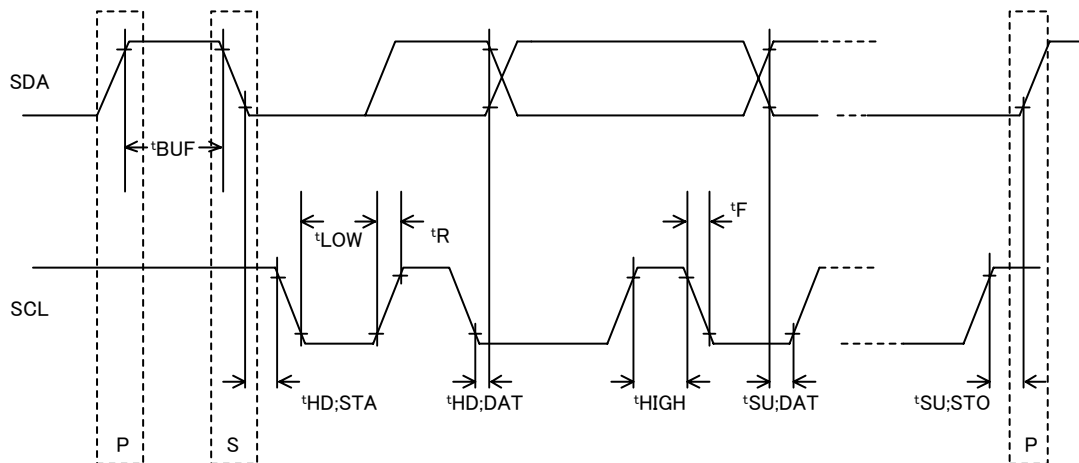 SDA
tBUF
tLOW
tR
tF
SCL
tHD;STA
tHD;DAT
tHIGH
tSU;DAT
tSU;STO
P
S
P